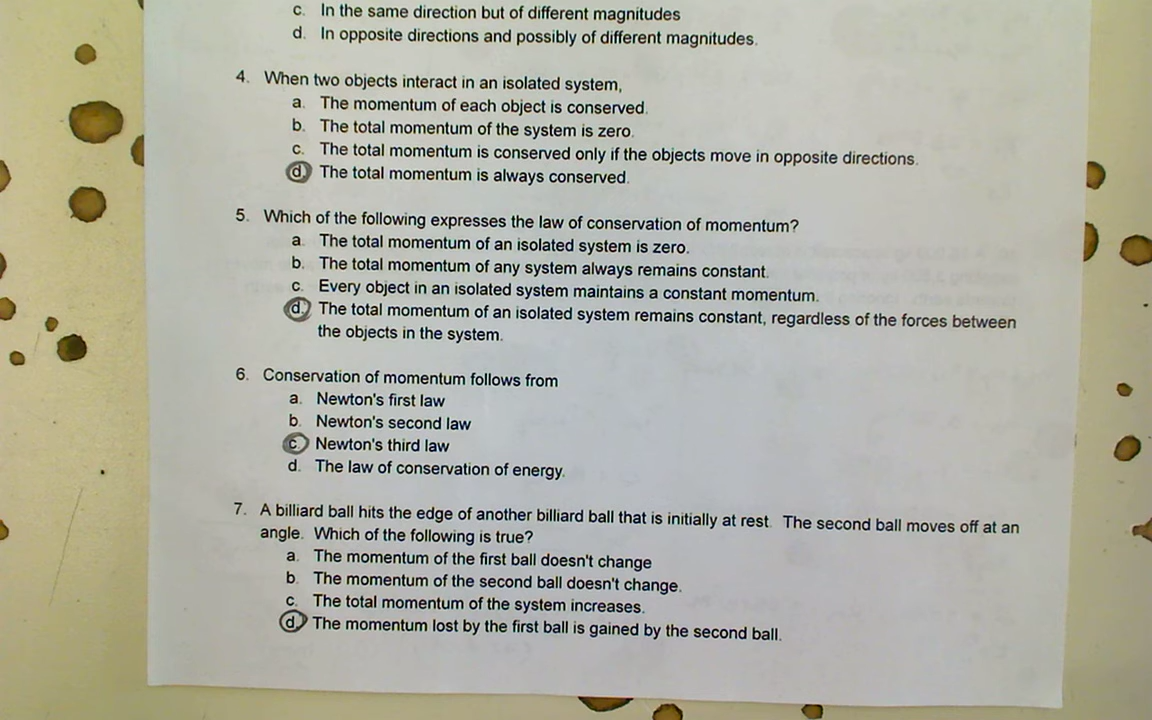 c. In the same direction but of different magnitudes
d. In opposite directions and possibly of different magnitudes.
4. When two objects interact in an isolated system,
a. The momentum of each object is conserved.
b. The total momentum of the system is zero.
c. The total momentum is conserved only if the objects move in opposite directions.
d. The total momentum is always conserved.
5. Which of the following expresses the law of conservation of momentum?
a. The total momentum of an isolated system is zero.
b. The total momentum of any system always remains constant.
c. Every object in an isolated system maintains a constant momentum.
d. The total momentum of an isolated system remains constant, regardless of the forces between
the objects in the system.
6. Conservation of momentum follows from
a. Newton's first law
b. Newton's second law
c. Newton's third law
d. The law of conservation of energy.
7. A billiard ball hits the edge of another billiard ball that is initially at rest. The second ball moves off at an
angle. Which of the following is true?
a. The momentum of the first ball doesn't change
b. The momentum of the second ball doesn't change.
c. The total momentum of the system increases.
d. The momentum lost by the first ball is gained by the second ball.